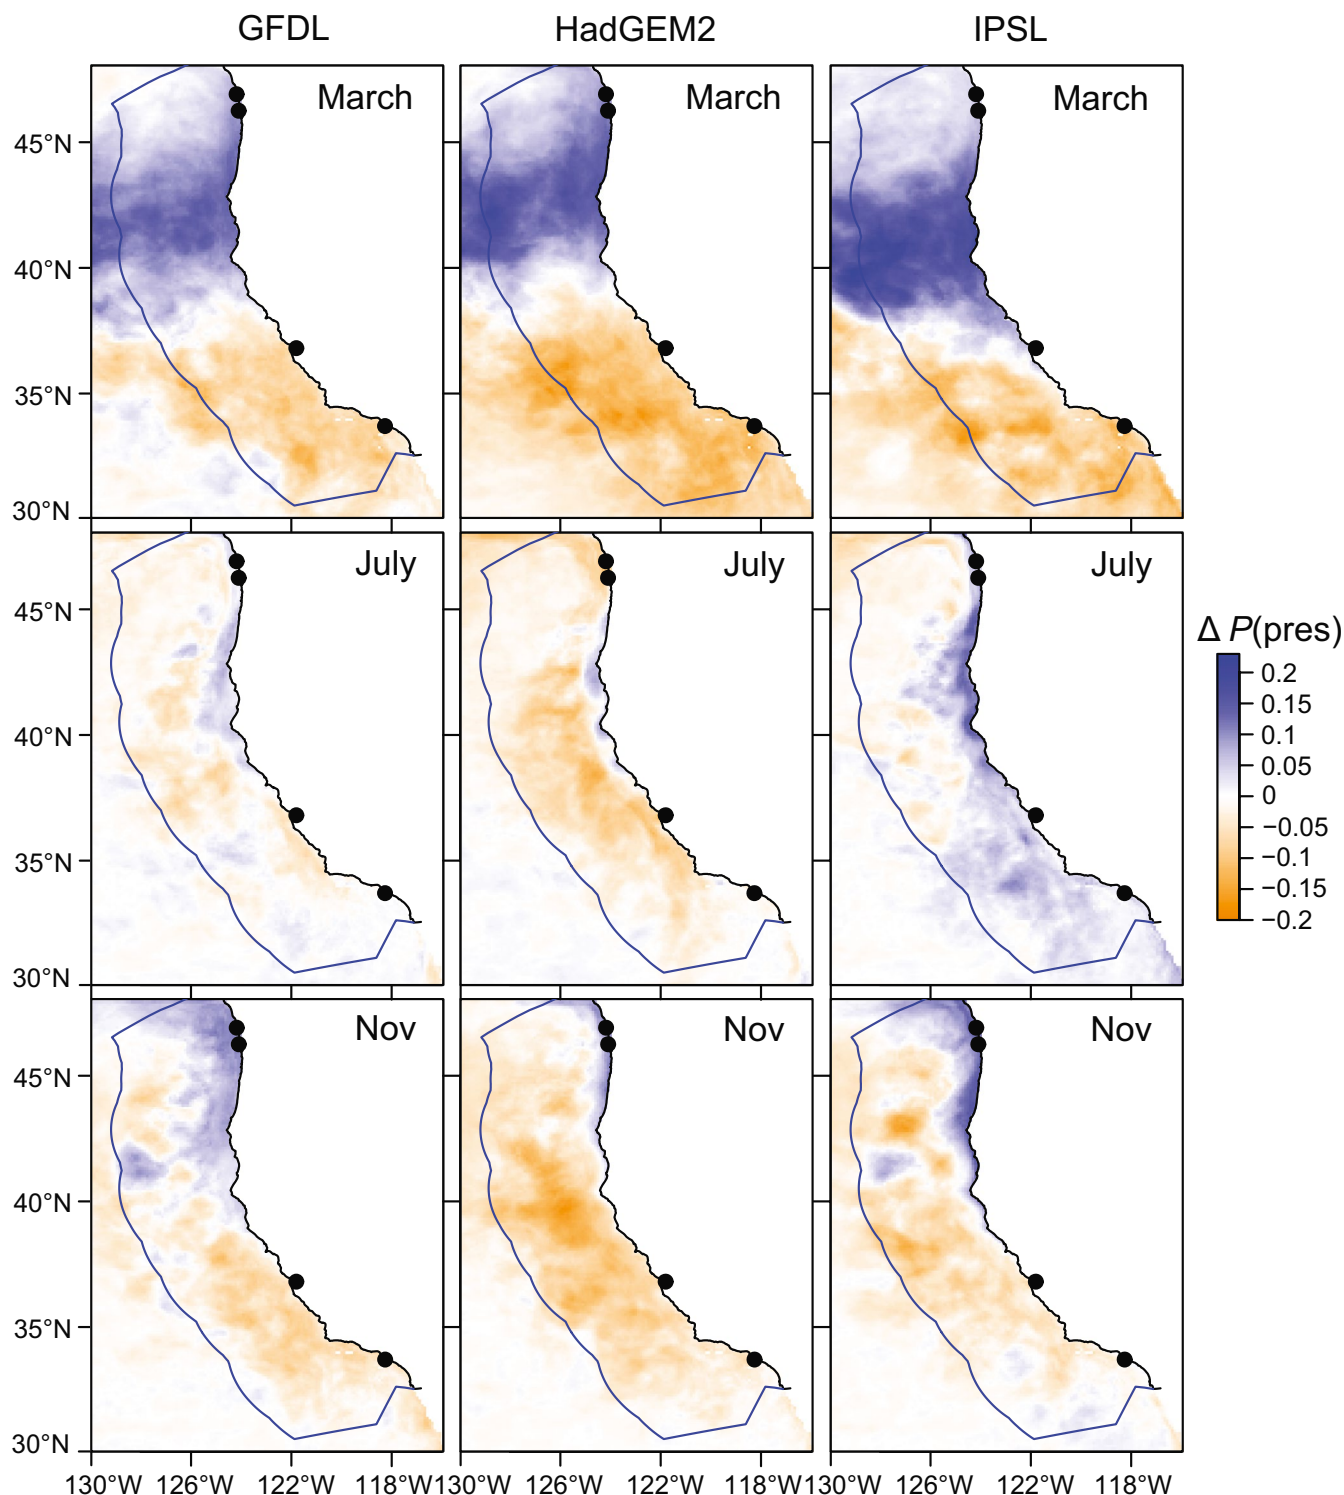 GFDL HadGEM2 IPSL
March March March
45°N
40°N
35°N
30°N
July July July
45°N
40°N
35°N
30°N
Δ P(pres)
0.2
0.15
0.1
0.05
0
−0.05
−0.1
−0.15
−0.2
Nov Nov Nov
45°N
40°N
35°N
30°N
130°W 126°W 122°W 118°W 130°W 126°W 122°W 118°W 130°W 126°W 122°W 118°W